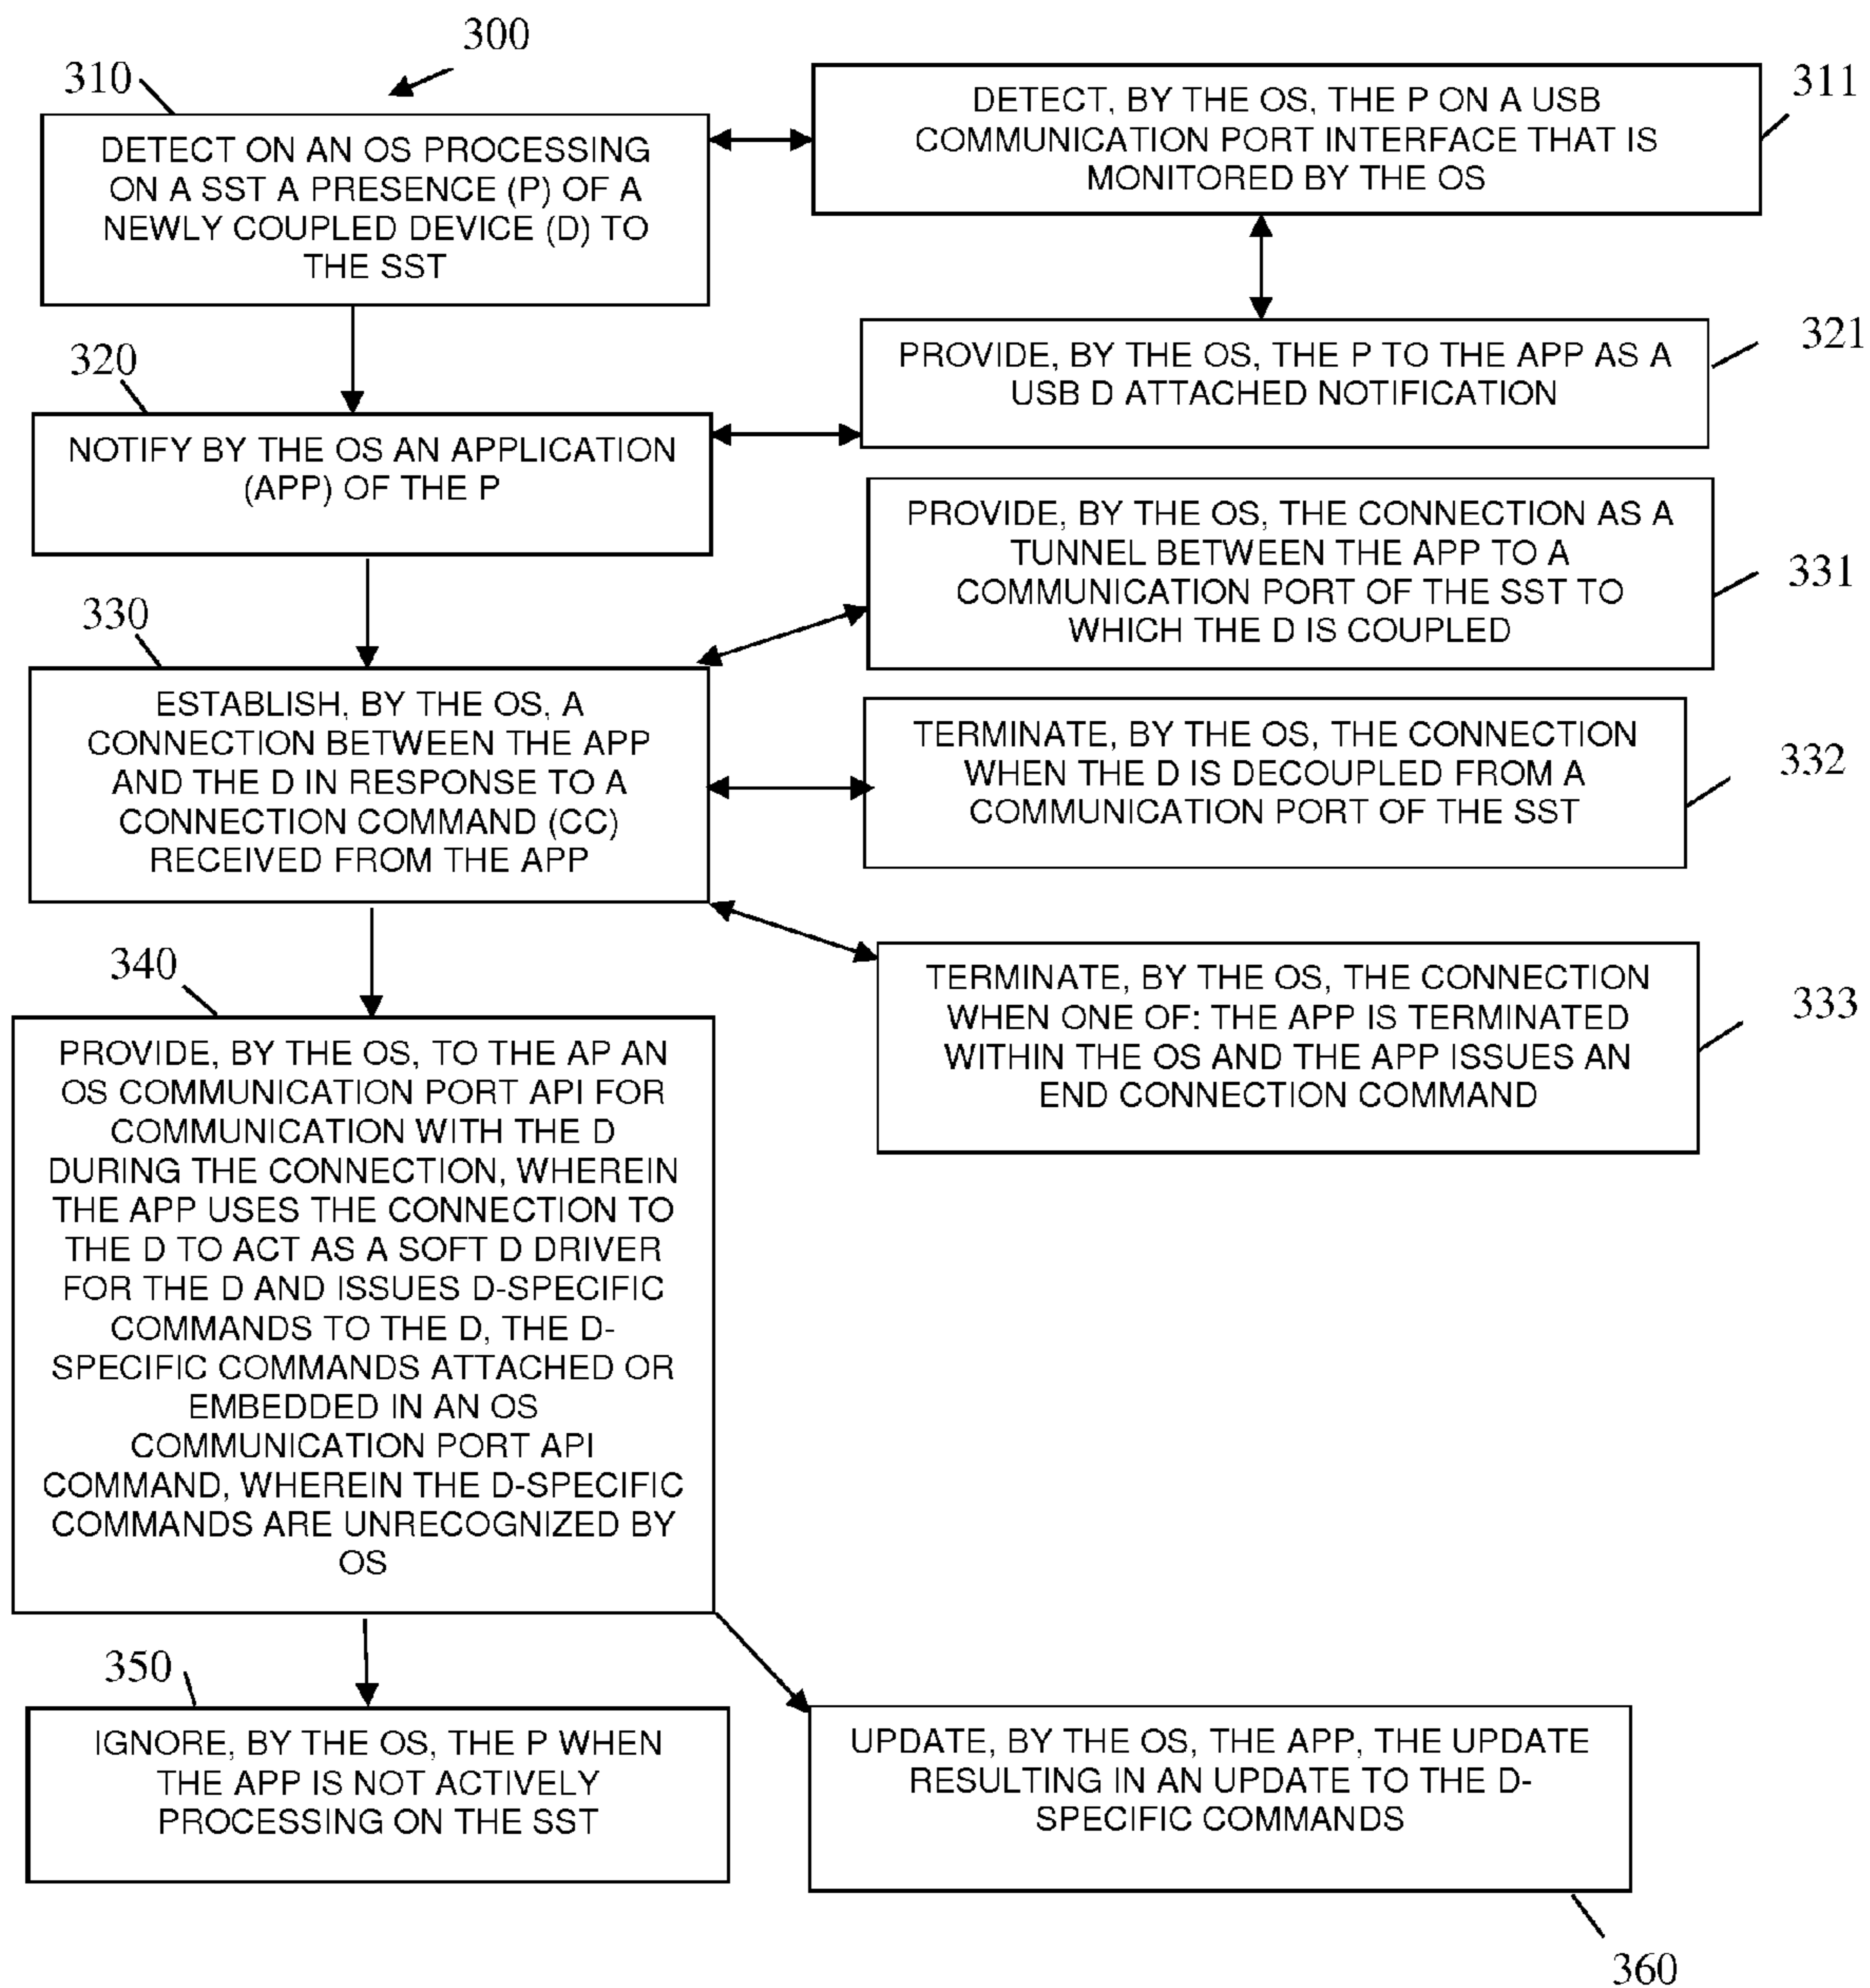 300
310
DETECT ON AN OS PROCESSING
ON A SST A PRESENCE (P) OF A
NEWLY COUPLED DEVICE (D) TO
THE SST
311
DETECT, BY THE OS, THE P ON A USB
COMMUNICATION PORT INTERFACE THAT IS
MONITORED BY THE OS
320
NOTIFY BY THE OS AN APPLICATION
(APP) OF THE P
321
PROVIDE, BY THE OS, THE P TO THE APP AS A
USB D ATTACHED NOTIFICATION
330
ESTABLISH, BY THE OS, A
CONNECTION BETWEEN THE APP
AND THE D IN RESPONSE TO A
CONNECTION COMMAND (CC)
RECEIVED FROM THE APP
331
PROVIDE, BY THE OS, THE CONNECTION AS A
TUNNEL BETWEEN THE APP TO A
COMMUNICATION PORT OF THE SST TO
WHICH THE D IS COUPLED
332
TERMINATE, BY THE OS, THE CONNECTION
WHEN THE D IS DECOUPLED FROM A
COMMUNICATION PORT OF THE SST
333
TERMINATE, BY THE OS, THE CONNECTION
WHEN ONE OF: THE APP IS TERMINATED
WITHIN THE OS AND THE APP ISSUES AN
END CONNECTION COMMAND
340
PROVIDE, BY THE OS, TO THE AP AN
OS COMMUNICATION PORT API FOR
COMMUNICATION WITH THE D
DURING THE CONNECTION, WHEREIN
THE APP USES THE CONNECTION TO
THE D TO ACT AS A SOFT D DRIVER
FOR THE D AND ISSUES D-SPECIFIC
COMMANDS TO THE D, THE D-
SPECIFIC COMMANDS ATTACHED OR
EMBEDDED IN AN OS
COMMUNICATION PORT API
COMMAND, WHEREIN THE D-SPECIFIC
COMMANDS ARE UNRECOGNIZED BY
OS
350
IGNORE, BY THE OS, THE P WHEN
THE APP IS NOT ACTIVELY
PROCESSING ON THE SST
UPDATE, BY THE OS, THE APP, THE UPDATE
RESULTING IN AN UPDATE TO THE D-
SPECIFIC COMMANDS
360